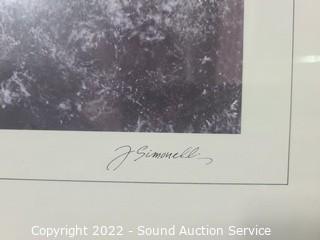 J Simonelli
Copyright 2022 - Sound Auction Service